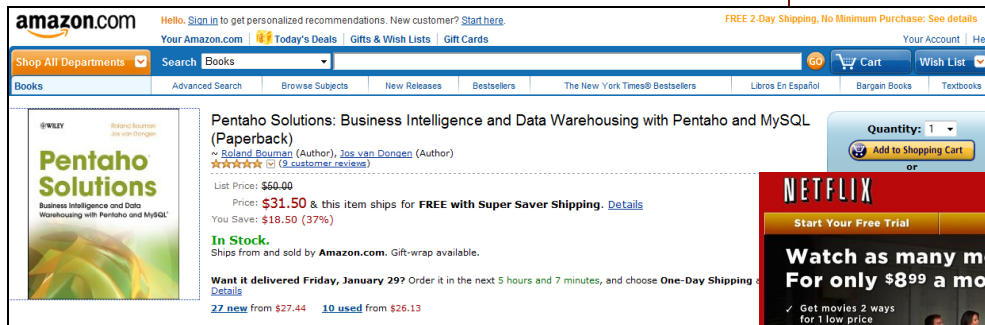 amazon.com
Hello. Sign in to get personalized recommendations. New customer? Start here.
FREE 2-Day Shipping, No Minimum Purchase: See details
Your Amazon.com | Today's Deals | Gifts & Wish Lists | Gift Cards
Your Account | He
Shop All Departments
Search Books
GO
Cart
Wish List
Books
Advanced Search
Browse Subjects
New Releases
Bestsellers
The New York Times® Bestsellers
Libros En Español
Bargain Books
Textbooks
WILEY
Roland Bouman
Jos van Dongen
Pentaho
Solutions
Business Intelligence and Data
Warehousing with Pentaho and MySQL®
Pentaho Solutions: Business Intelligence and Data Warehousing with Pentaho and MySQL
(Paperback)
~ Roland Bouman (Author), Jos van Dongen (Author)
(9 customer reviews)
List Price: $50.00
Price: $31.50 & this item ships for FREE with Super Saver Shipping. Details
You Save: $18.50 (37%)
In Stock.
Ships from and sold by Amazon.com. Gift-wrap available.
Want it delivered Friday, January 29? Order it in the next 5 hours and 7 minutes, and choose One-Day Shipping a
Details
27 new from $27.44 10 used from $26.13
Quantity: 1
Add to Shopping Cart
or
NETFLIX
Start Your Free Trial
Watch as many m
For only $8⁹⁹ a mo
✓ Get movies 2 ways
for 1 low price